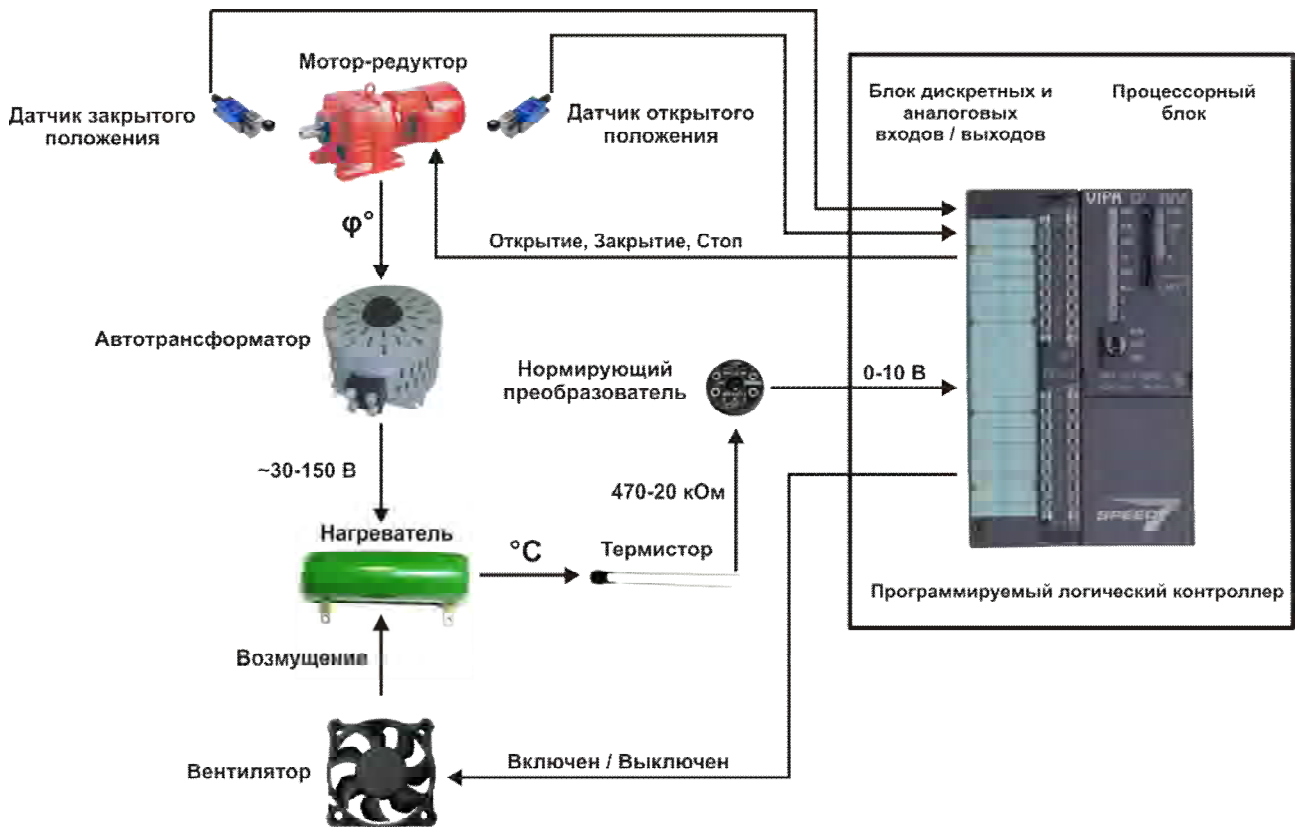 Мотор-редуктор
Датчик закрытого
положения
Датчик открытого
положения
Блок дискретных и
аналоговых
входов / выходов
Процессорный
блок
VIPA
φ°
Открытие, Закрытие, Стоп
Автотрансформатор
Нормирующий
преобразователь
0-10 В
~30-150 В
470-20 кОм
Нагреватель
°C
Термистор
SPEED7
Программируемый логический контроллер
Возмущения
Вентилятор
Включен / Выключен